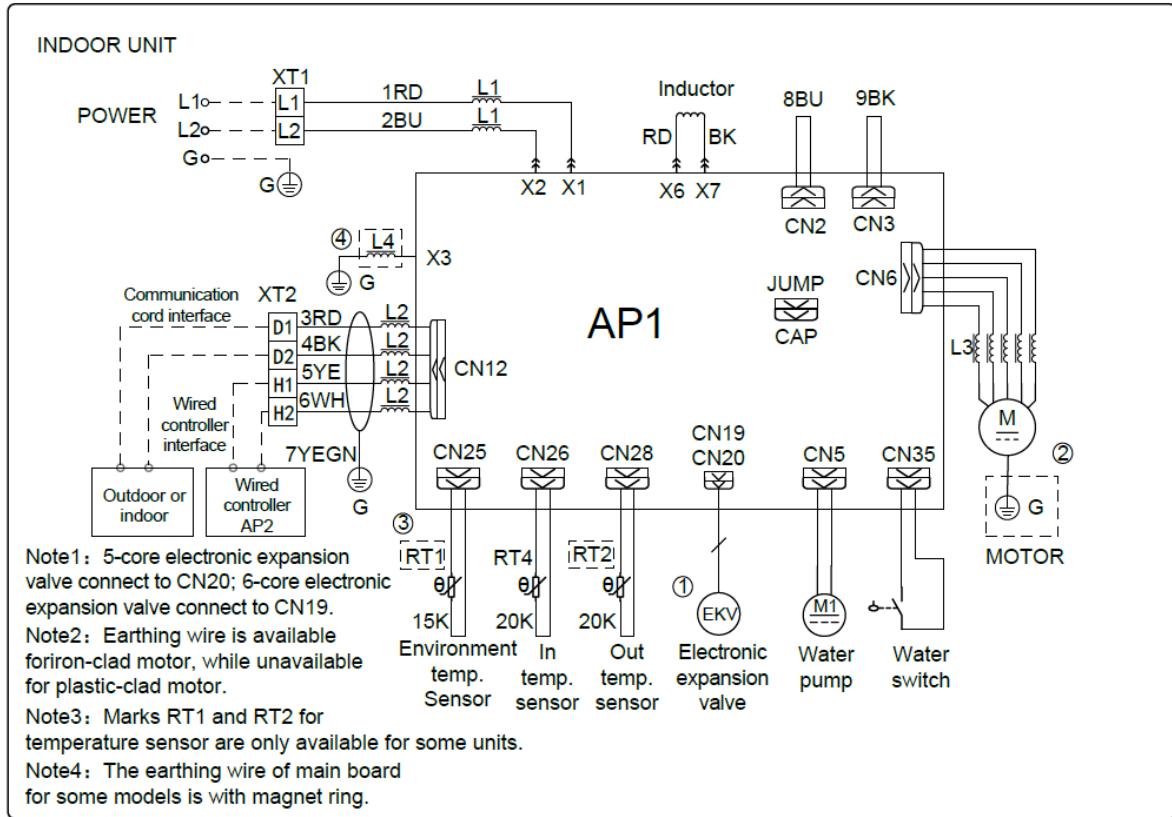 INDOOR UNIT
XT1
POWER
L1
L2
G
L1
L2
G
1RD
2BU
L1
L1
Inductor
RD
BK
8BU
9BK
X2
X1
X6
X7
CN2
CN3
④
L4
G
X3
CN6
JUMP
CAP
AP1
L3
Communication
cord interface
XT2
D1
D2
H1
H2
3RD
4BK
5YE
6WH
L2
L2
L2
L2
CN12
Wired
controller
interface
7YEGN
G
Outdoor or
indoor
Wired
controller
AP2
CN25
CN26
CN28
CN19
CN20
CN5
CN35
M
②
G
MOTOR
③
RT1
RT4
RT2
θ
θ
θ
15K
20K
20K
①
EKV
M1
Environment
temp.
Sensor
In
temp.
sensor
Out
temp.
sensor
Electronic
expansion
valve
Water
pump
Water
switch
Note1：5-core electronic expansion
valve connect to CN20; 6-core electronic
expansion valve connect to CN19.
Note2：Earthing wire is available
foriron-clad motor, while unavailable
for plastic-clad motor.
Note3：Marks RT1 and RT2 for
temperature sensor are only available for some units.
Note4：The earthing wire of main board
for some models is with magnet ring.